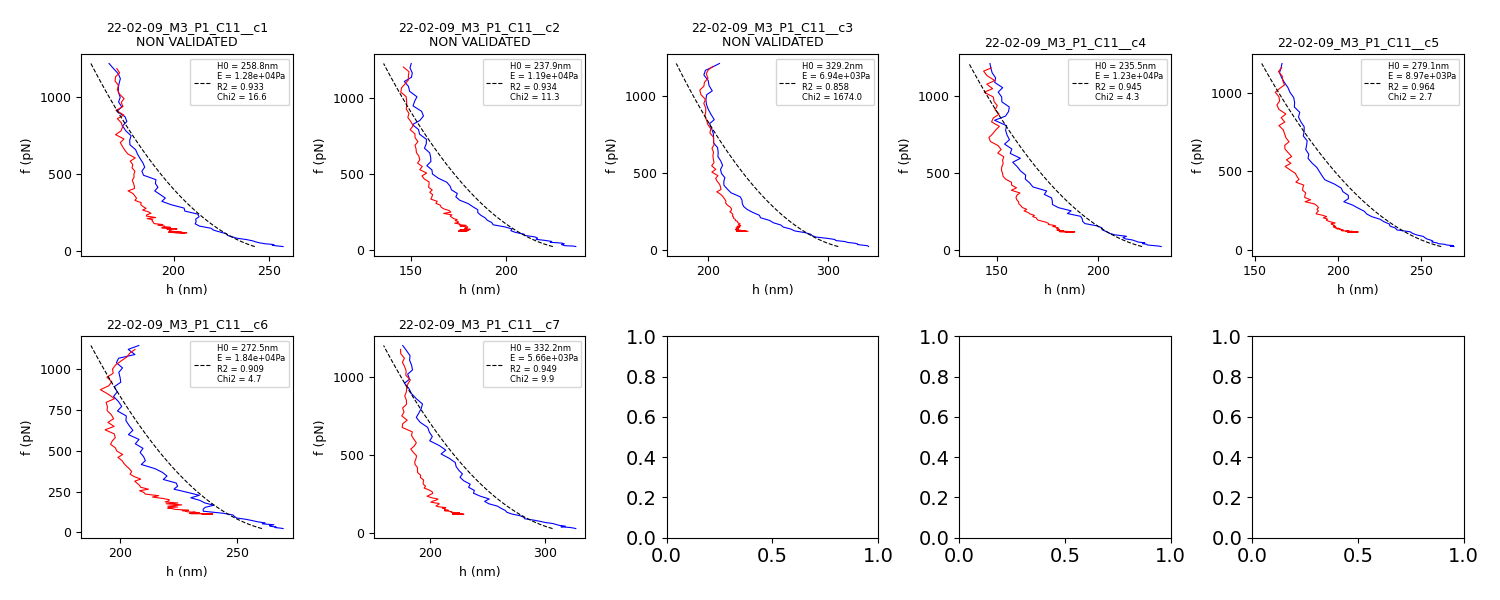 22-02-09_M3_P1_C11__c1
NON VALIDATED
H0 = 258.8nm
E = 1.28e+04Pa
R2 = 0.933
Chi2 = 16.6
f (pN)
1000
500
0
200
250
h (nm)
22-02-09_M3_P1_C11__c2
NON VALIDATED
H0 = 237.9nm
E = 1.19e+04Pa
R2 = 0.934
Chi2 = 11.3
f (pN)
1000
500
0
150
200
h (nm)
22-02-09_M3_P1_C11__c3
NON VALIDATED
H0 = 329.2nm
E = 6.94e+03Pa
R2 = 0.858
Chi2 = 1674.0
f (pN)
1000
500
0
200
300
h (nm)
22-02-09_M3_P1_C11__c4
H0 = 235.5nm
E = 1.23e+04Pa
R2 = 0.945
Chi2 = 4.3
f (pN)
1000
500
0
150
200
h (nm)
22-02-09_M3_P1_C11__c5
H0 = 279.1nm
E = 8.97e+03Pa
R2 = 0.964
Chi2 = 2.7
f (pN)
1000
500
0
150
200
250
h (nm)
22-02-09_M3_P1_C11__c6
H0 = 272.5nm
E = 1.84e+04Pa
R2 = 0.909
Chi2 = 4.7
f (pN)
1000
750
500
250
0
200
250
h (nm)
22-02-09_M3_P1_C11__c7
H0 = 332.2nm
E = 5.66e+03Pa
R2 = 0.949
Chi2 = 9.9
f (pN)
1000
500
0
200
300
h (nm)
1.0
0.8
0.6
0.4
0.2
0.0
0.0
0.5
1.0
1.0
0.8
0.6
0.4
0.2
0.0
0.0
0.5
1.0
1.0
0.8
0.6
0.4
0.2
0.0
0.0
0.5
1.0